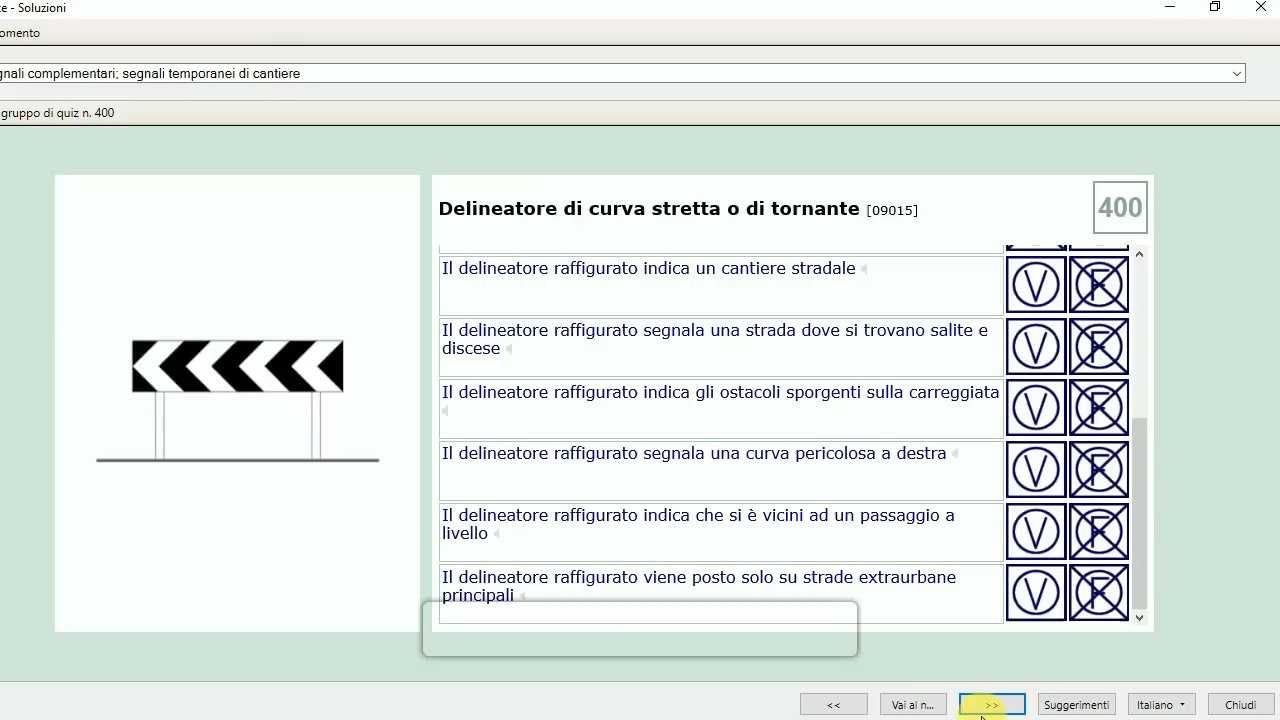 te - Soluzioni
omento
gnali complementari; segnali temporanei di cantiere
gruppo di quiz n. 400
Delineatore di curva stretta o di tornante [09015]
400
Il delineatore raffigurato indica un cantiere stradale
V F
Il delineatore raffigurato segnala una strada dove si trovano salite e
discese
V F
Il delineatore raffigurato indica gli ostacoli sporgenti sulla carreggiata
V F
Il delineatore raffigurato segnala una curva pericolosa a destra
V F
Il delineatore raffigurato indica che si è vicini ad un passaggio a
livello
V F
Il delineatore raffigurato viene posto solo su strade extraurbane
principali
V F
<< Vai al n... >> Suggerimenti Italiano Chiudi